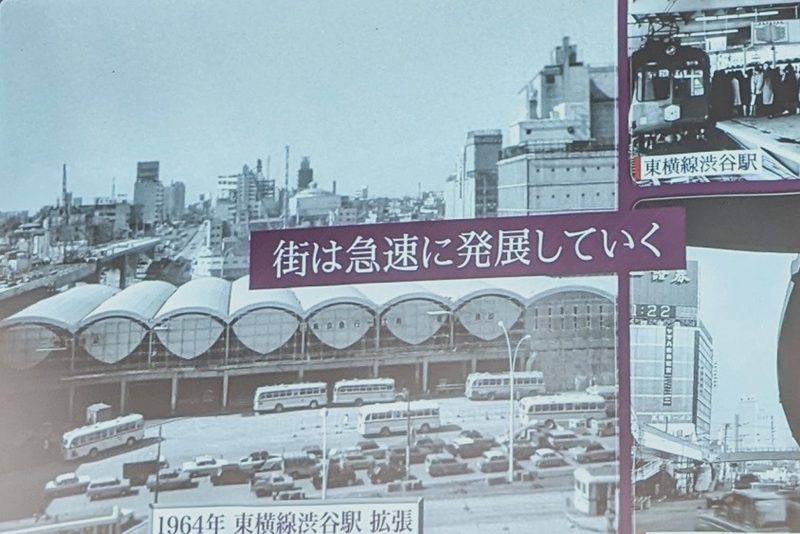 東横線渋谷駅
街は急速に発展していく
:22
1964年 東横線渋谷駅 拡張